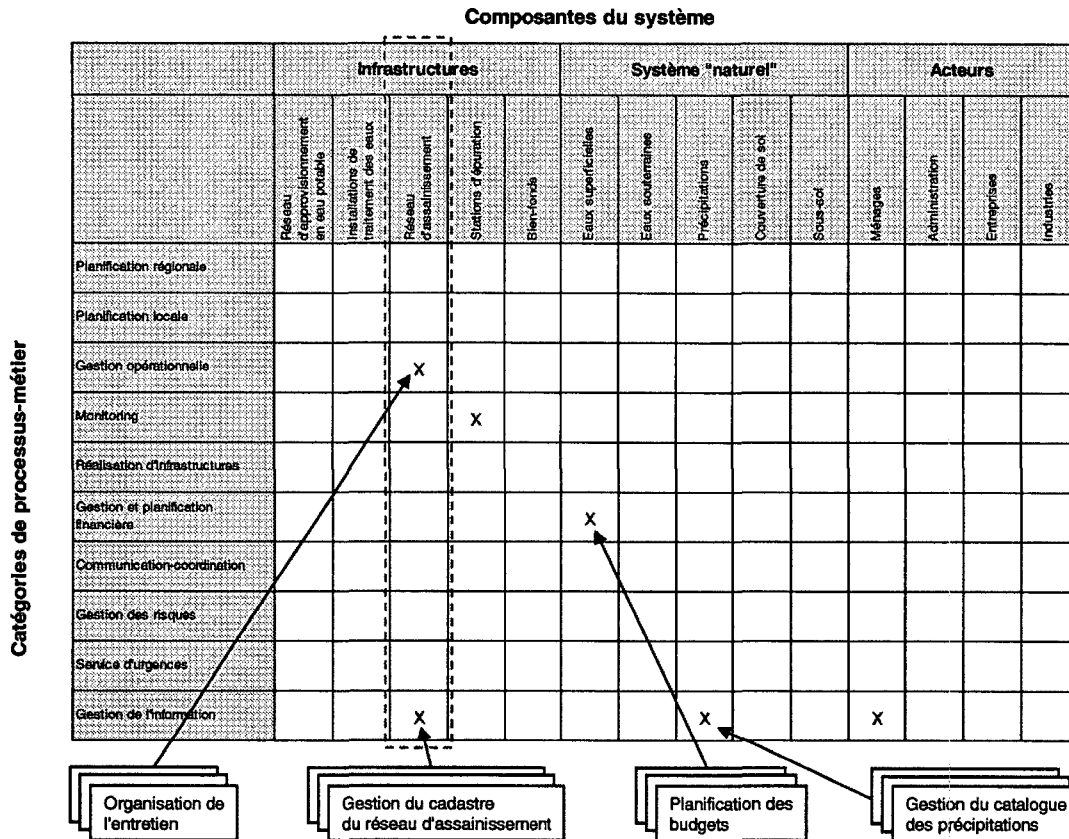 Composantes du système
Infrastructures
Système "naturel"
Acteurs
Réseau
d'approvisionnement
en eau potable
Installations de
traitement des eaux
Réseau
d'assainissement
Stations d'épuration
Bien-fonds
Eaux superficielles
Eaux souterraines
Précipitations
Couverture de sol
Sous-sol
Ménages
Administration
Entreprises
Industries
Catégories de processus-métier
Planification régionale
Planification locale
Gestion opérationnelle
X
Monitoring
X
Réalisation d'infrastructures
Gestion et planification
financière
X
Communication-coordination
Gestion des risques
Service d'urgences
Gestion de l'information
X
X
X
Organisation de
l'entretien
Gestion du cadastre
du réseau d'assainissement
Planification des
budgets
Gestion du catalogue
des précipitations